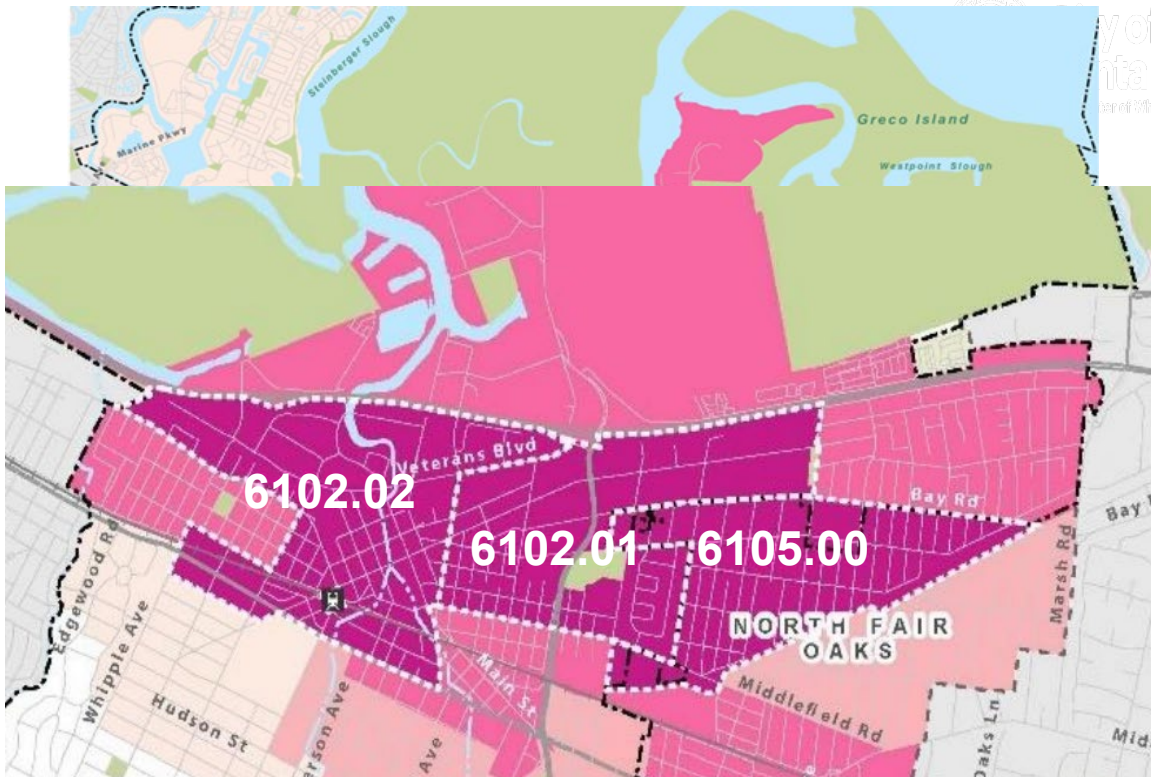 Steinberger Slough
Marine Pkwy
Greco Island
Westpoint Slough
Veterans Blvd
6102.02
Bay Rd
6102.01
6105.00
Bay
Edgewood Rd
Marsh Rd
NORTH FAIR
OAKS
Whipple Ave
Main St
Middlefield Rd
Hudson St
erson Ave
Ave
Oaks Ln
Mid